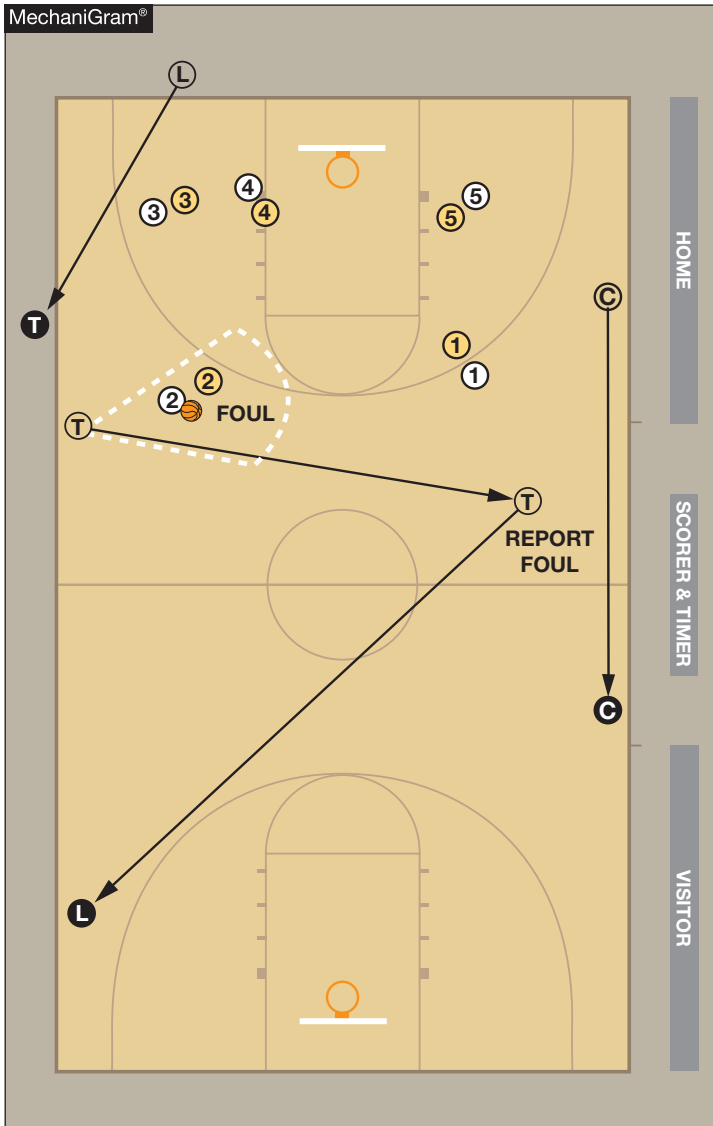 MechaniGram®
L
4
5
3
3
4
5
HOME
C
T
1
2
1
2
FOUL
T
T
REPORT
FOUL
SCORER & TIMER
C
L
VISITOR